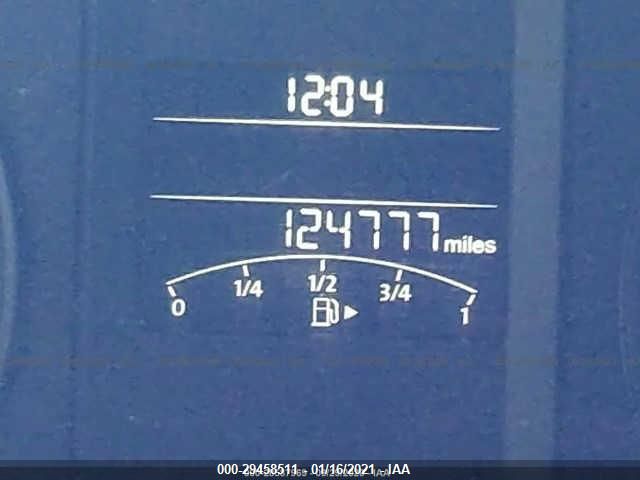 12:04
124777 miles
0 1/4 1/2 3/4 1
000-29458511 - 01/16/2021 - IAA